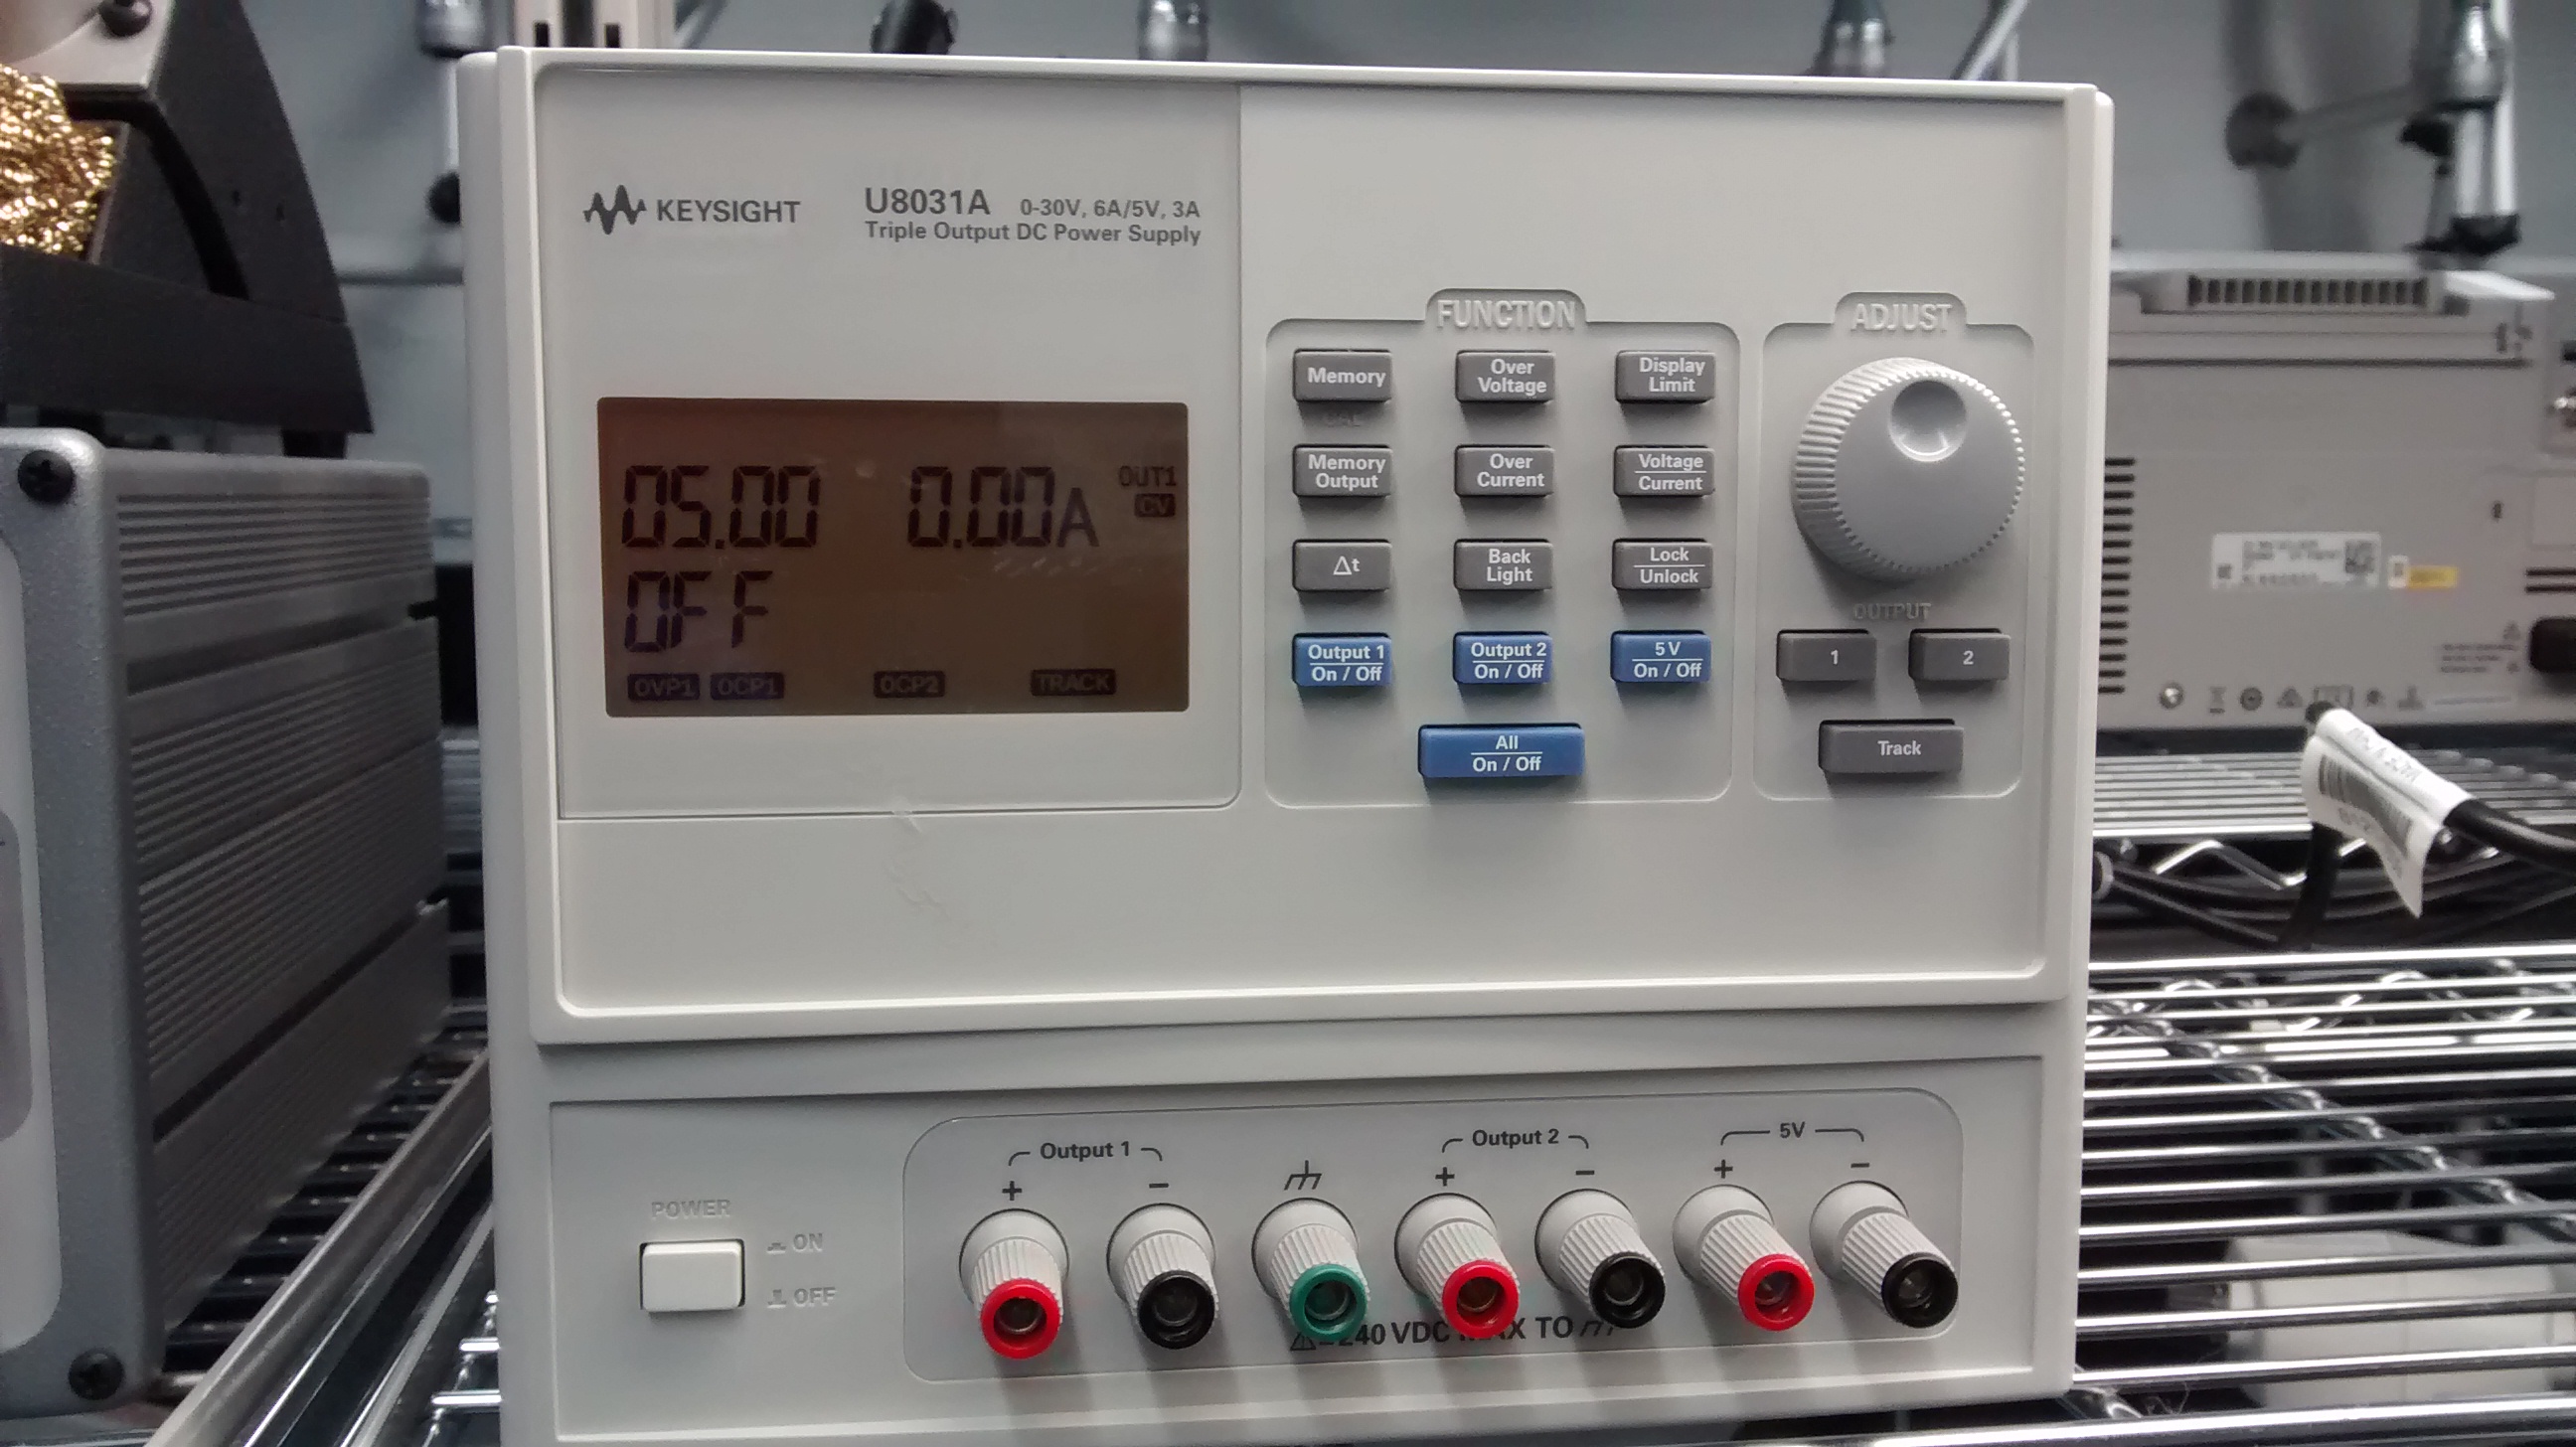 KEYSIGHT
U8031A 0-30V, 6A/5V, 3A
Triple Output DC Power Supply
05.00 0.00A OUT1
CV
OFF
OVP1 OCP1 OCP2 TRACK
FUNCTION
Memory
Over
Voltage
Display
Limit
CAL
Memory
Output
Over
Current
Voltage
Current
Δt
Back
Light
Lock
Unlock
Output 1
On / Off
Output 2
On / Off
5V
On / Off
All
On / Off
ADJUST
OUTPUT
1 2
Track
POWER
ON
OFF
Output 1
+ −
Output 2
+ −
5V
+ −
240 VDC MAX TO